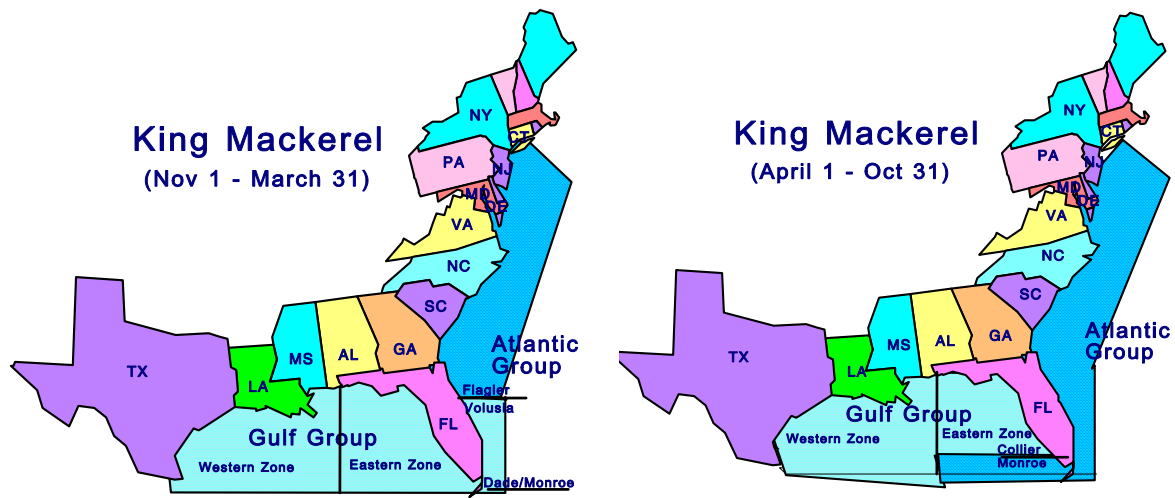 King Mackerel
(Nov 1 - March 31)
NY
CT
PA
NJ
MD
DE
VA
NC
SC
TX
LA
MS
AL
GA
FL
Atlantic
Group
Flagler
Volusia
Gulf Group
Western Zone
Eastern Zone
Dade/Monroe
King Mackerel
(April 1 - Oct 31)
NY
CT
PA
NJ
MD
DE
VA
NC
SC
TX
LA
MS
AL
GA
FL
Atlantic
Group
Gulf Group
Western Zone
Eastern Zone
Collier
Monroe